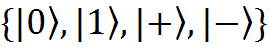 {|0⟩, |1⟩, |+⟩, |−⟩}